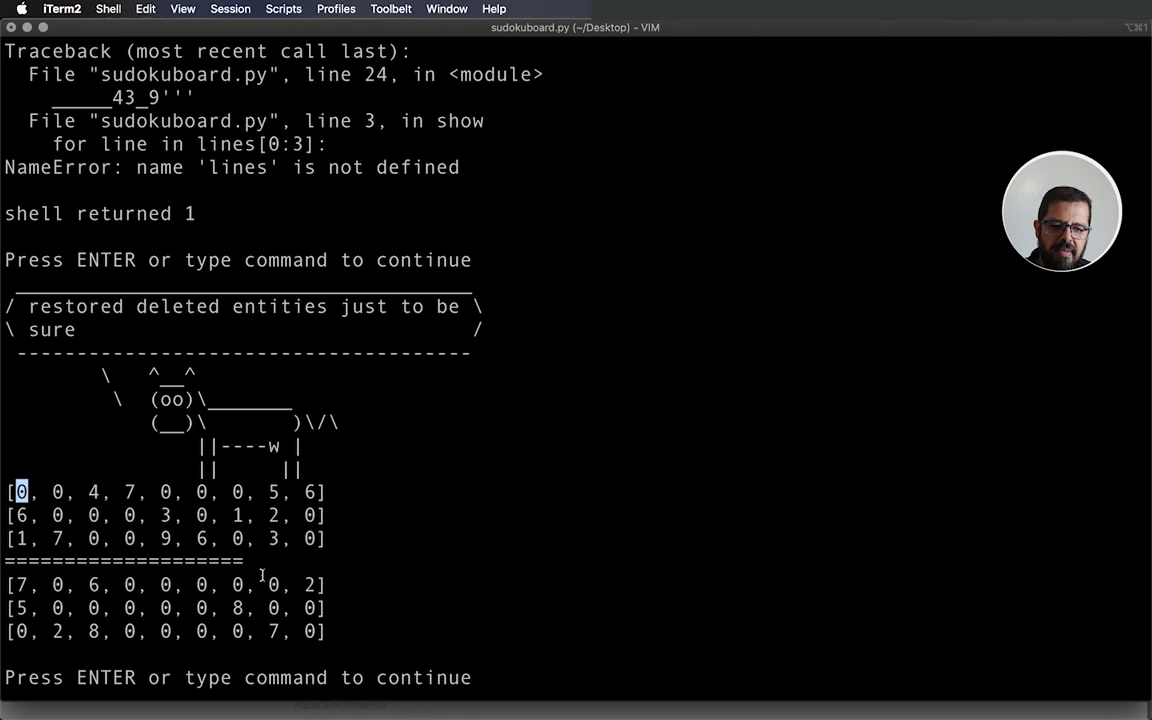 iTerm2 Shell Edit View Session Scripts Profiles Toolbelt Window Help
sudokuboard.py (~/Desktop) - VIM ⌥⌘1
Traceback (most recent call last):
  File "sudokuboard.py", line 24, in <module>
    _____43_9'''
  File "sudokuboard.py", line 3, in show
    for line in lines[0:3]:
NameError: name 'lines' is not defined
shell returned 1
Press ENTER or type command to continue
 ______________________________________
/ restored deleted entities just to be \
\ sure                                 /
 --------------------------------------
        \   ^__^
         \  (oo)\_______
            (__)\       )\/\
                ||----w |
                ||     ||
[0, 0, 4, 7, 0, 0, 0, 5, 6]
[6, 0, 0, 0, 3, 0, 1, 2, 0]
[1, 7, 0, 0, 9, 6, 0, 3, 0]
====================
[7, 0, 6, 0, 0, 0, 0, 0, 2]
[5, 0, 0, 0, 0, 0, 8, 0, 0]
[0, 2, 8, 0, 0, 0, 0, 7, 0]
Press ENTER or type command to continue
Made with Streamlit